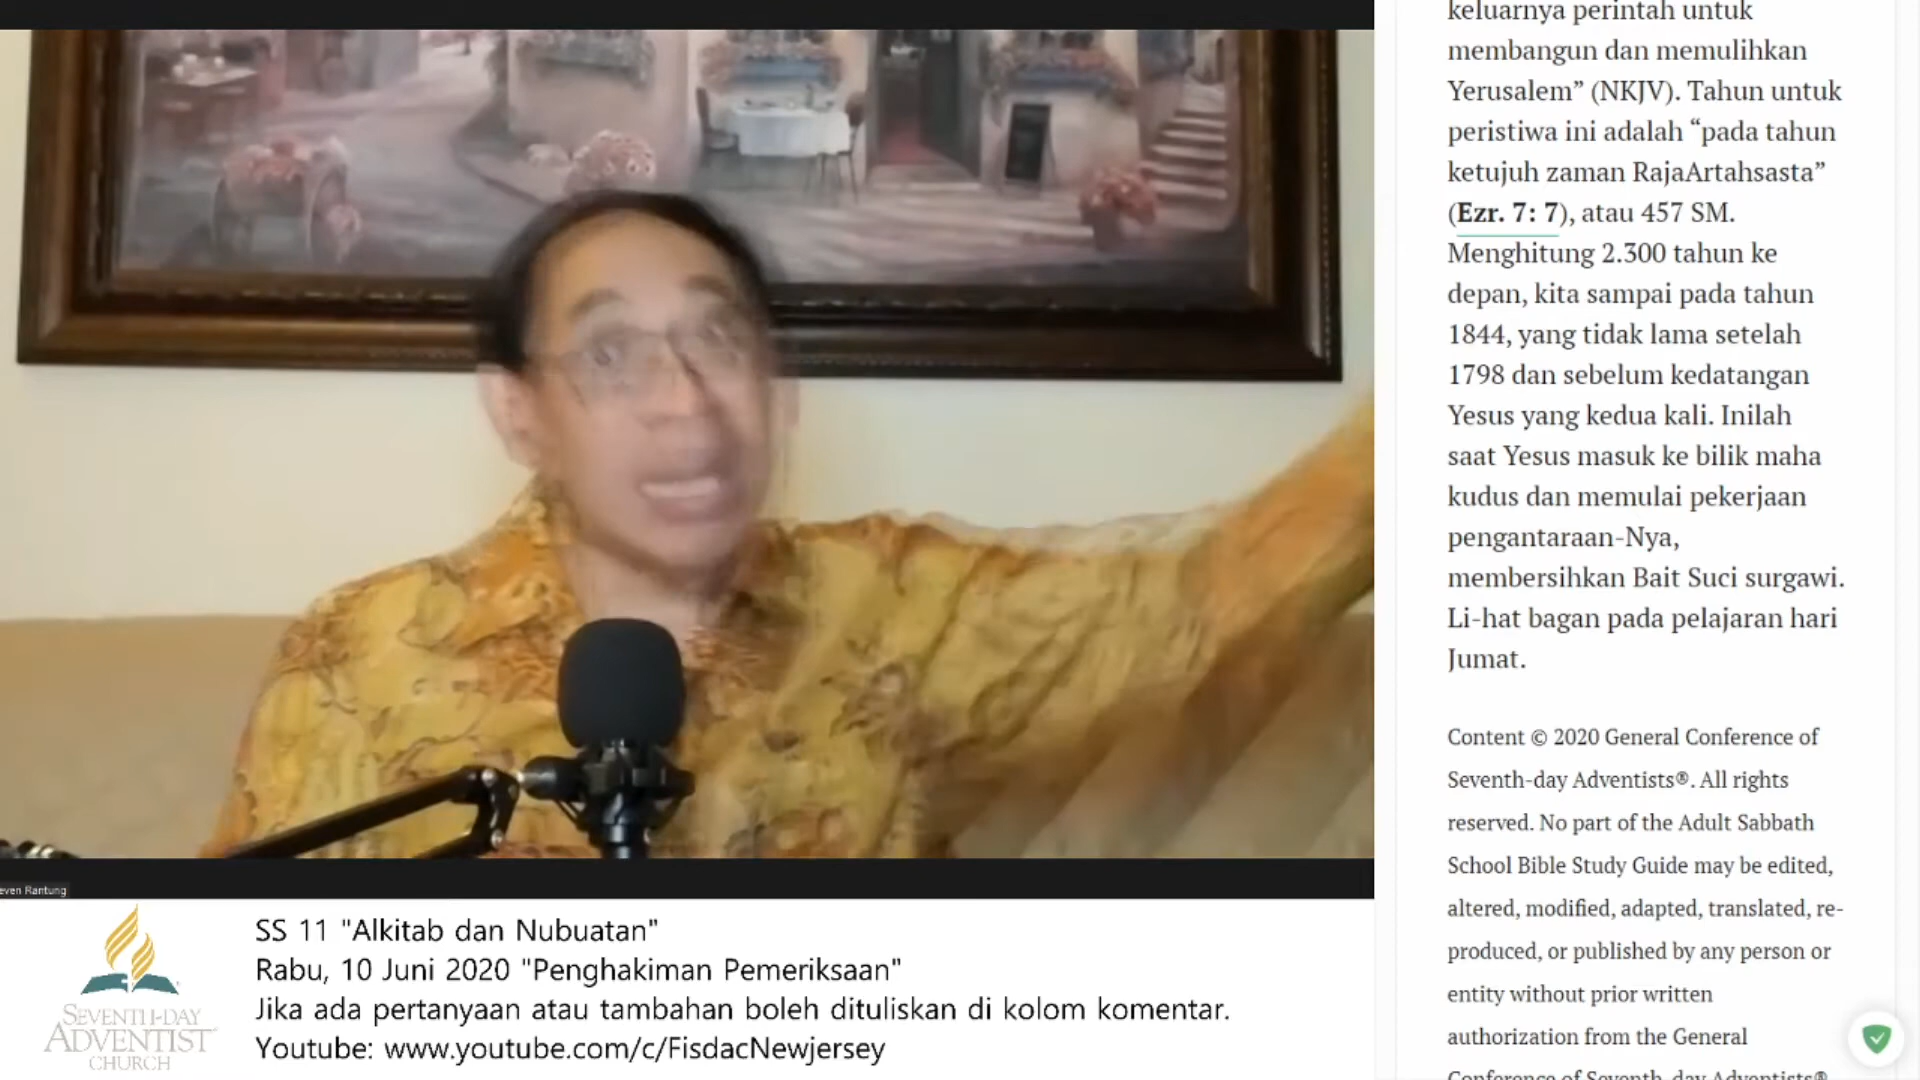 keluarnya perintah untuk
membangun dan memulihkan
Yerusalem” (NKJV). Tahun untuk
peristiwa ini adalah “pada tahun
ketujuh zaman RajaArtahsasta”
(Ezr. 7: 7), atau 457 SM.
Menghitung 2.300 tahun ke
depan, kita sampai pada tahun
1844, yang tidak lama setelah
1798 dan sebelum kedatangan
Yesus yang kedua kali. Inilah
saat Yesus masuk ke bilik maha
kudus dan memulai pekerjaan
pengantaraan-Nya,
membersihkan Bait Suci surgawi.
Li-hat bagan pada pelajaran hari
Jumat.
Content © 2020 General Conference of
Seventh-day Adventists®. All rights
reserved. No part of the Adult Sabbath
School Bible Study Guide may be edited,
altered, modified, adapted, translated, re-
produced, or published by any person or
entity without prior written
authorization from the General
Conference of Seventh-day Adventists®
even Rantung
SEVENTH-DAY
ADVENTIST
CHURCH
SS 11 "Alkitab dan Nubuatan"
Rabu, 10 Juni 2020 "Penghakiman Pemeriksaan"
Jika ada pertanyaan atau tambahan boleh dituliskan di kolom komentar.
Youtube: www.youtube.com/c/FisdacNewjersey